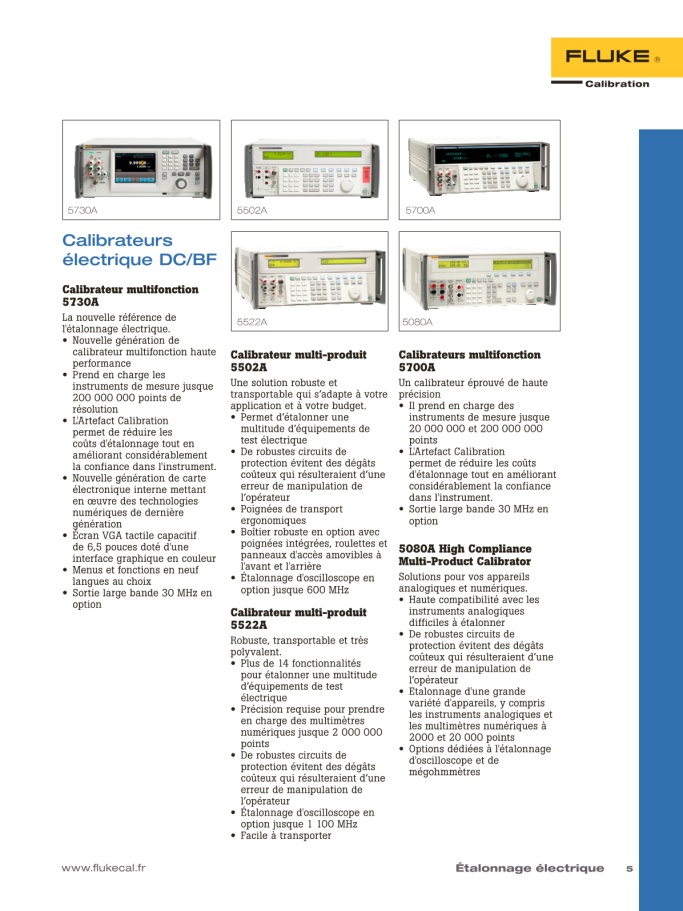 FLUKE ®
Calibration
5730A
5502A
5700A
5522A
5080A
Calibrateurs
électrique DC/BF
Calibrateur multifonction
5730A
La nouvelle référence de
l'étalonnage électrique.
• Nouvelle génération de
calibrateur multifonction haute
performance
• Prend en charge les
instruments de mesure jusque
200 000 000 points de
résolution
• L'Artefact Calibration
permet de réduire les
coûts d'étalonnage tout en
améliorant considérablement
la confiance dans l'instrument.
• Nouvelle génération de carte
électronique interne mettant
en œuvre des technologies
numériques de dernière
génération
• Écran VGA tactile capacitif
de 6,5 pouces doté d'une
interface graphique en couleur
• Menus et fonctions en neuf
langues au choix
• Sortie large bande 30 MHz en
option
Calibrateur multi-produit
5502A
Une solution robuste et
transportable qui s'adapte à votre
application et à votre budget.
• Permet d'étalonner une
multitude d'équipements de
test électrique
• De robustes circuits de
protection évitent des dégâts
coûteux qui résulteraient d'une
erreur de manipulation de
l'opérateur
• Poignées de transport
ergonomiques
• Boîtier robuste en option avec
poignées intégrées, roulettes et
panneaux d'accès amovibles à
l'avant et l'arrière
• Étalonnage d'oscilloscope en
option jusque 600 MHz
Calibrateur multi-produit
5522A
Robuste, transportable et très
polyvalent.
• Plus de 14 fonctionnalités
pour étalonner une multitude
d'équipements de test
électrique
• Précision requise pour prendre
en charge des multimètres
numériques jusque 2 000 000
points
• De robustes circuits de
protection évitent des dégâts
coûteux qui résulteraient d'une
erreur de manipulation de
l'opérateur
• Étalonnage d'oscilloscope en
option jusque 1 100 MHz
• Facile à transporter
Calibrateurs multifonction
5700A
Un calibrateur éprouvé de haute
précision
• Il prend en charge des
instruments de mesure jusque
20 000 000 et 200 000 000
points
• L'Artefact Calibration
permet de réduire les coûts
d'étalonnage tout en améliorant
considérablement la confiance
dans l'instrument.
• Sortie large bande 30 MHz en
option
5080A High Compliance
Multi-Product Calibrator
Solutions pour vos appareils
analogiques et numériques.
• Haute compatibilité avec les
instruments analogiques
difficiles à étalonner
• De robustes circuits de
protection évitent des dégâts
coûteux qui résulteraient d'une
erreur de manipulation de
l'opérateur
• Etalonnage d'une grande
variété d'appareils, y compris
les instruments analogiques et
les multimètres numériques à
2000 et 20 000 points
• Options dédiées à l'étalonnage
d'oscilloscope et de
mégohmmètres
www.flukecal.fr
Étalonnage électrique 5